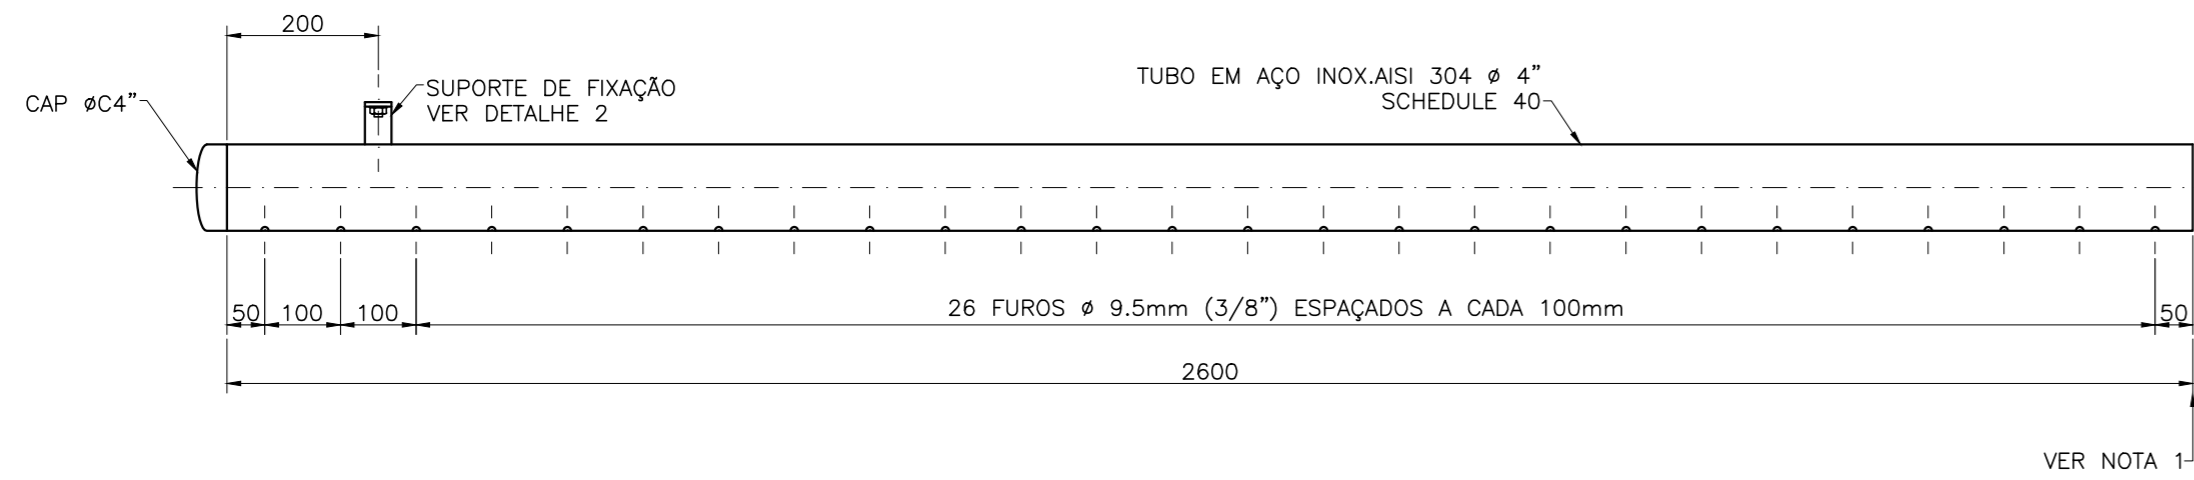 200
CAP øC4”
SUPORTE DE FIXAÇÃO
VER DETALHE 2
TUBO EM AÇO INOX.AISI 304 ø 4”
SCHEDULE 40
50
100
100
26 FUROS ø 9.5mm (3/8”) ESPAÇADOS A CADA 100mm
50
2600
VER NOTA 1